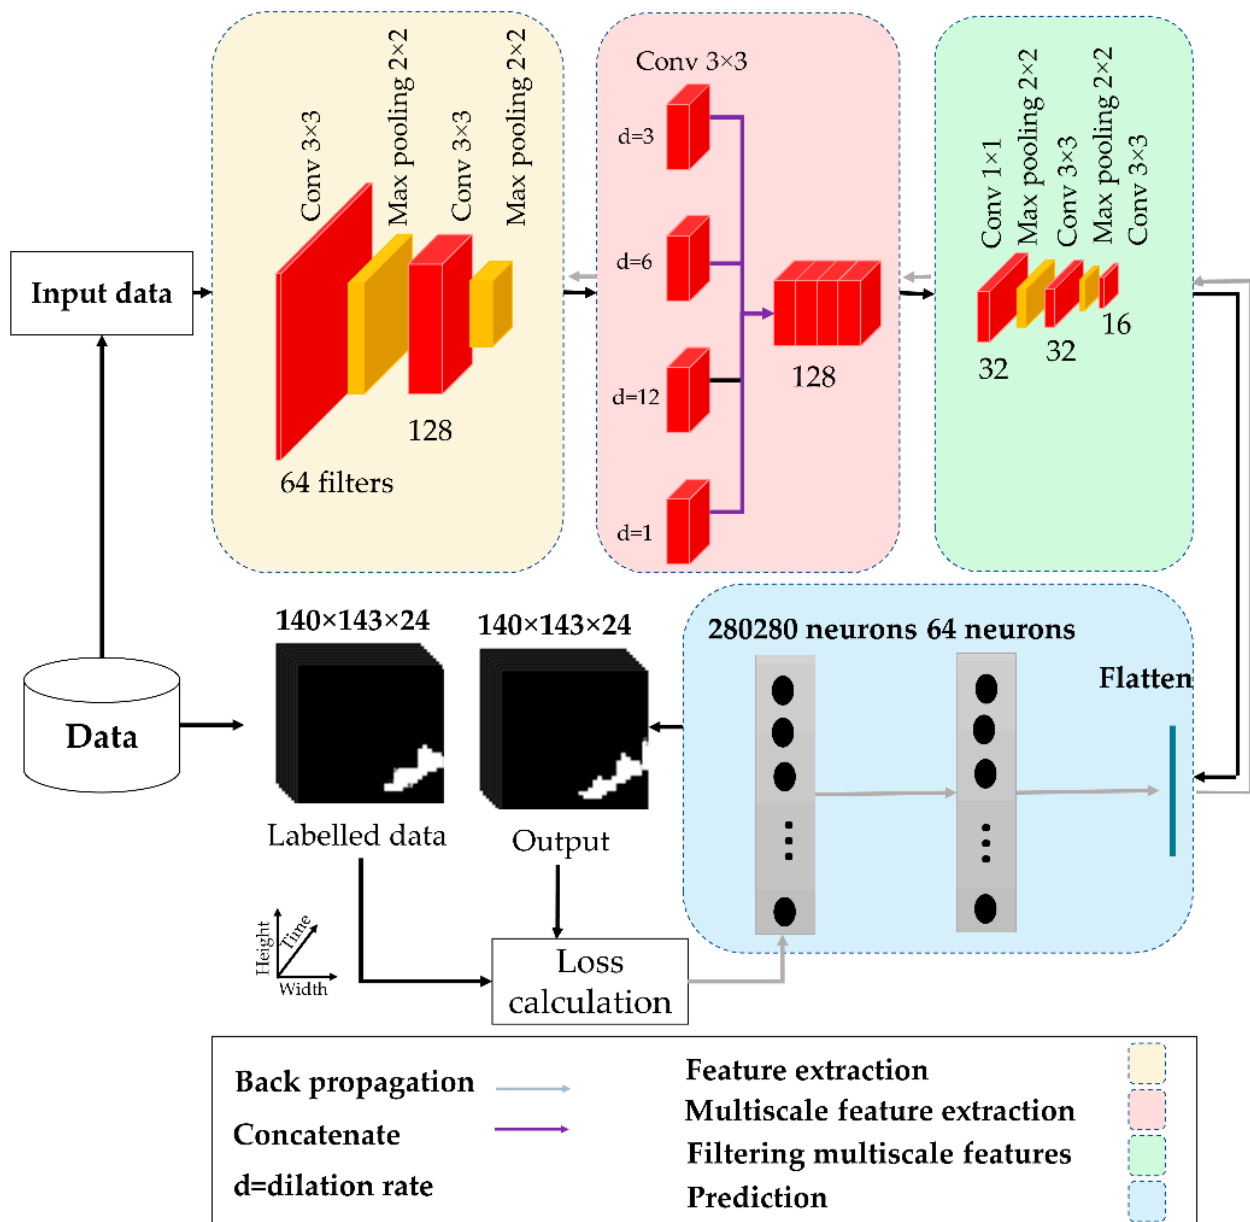 Conv 3×3
Max pooling 2×2
Conv 3×3
Max pooling 2×2
64 filters
128
Conv 3×3
d=3
d=6
d=12
d=1
128
Conv 1×1
Max pooling 2×2
Conv 3×3
Max pooling 2×2
Conv 3×3
32
32
16
Input data
Data
140×143×24
140×143×24
Labelled data
Output
280280 neurons 64 neurons
Flatten
Height
Time
Width
Loss
calculation
Back propagation
Concatenate
d=dilation rate
Feature extraction
Multiscale feature extraction
Filtering multiscale features
Prediction